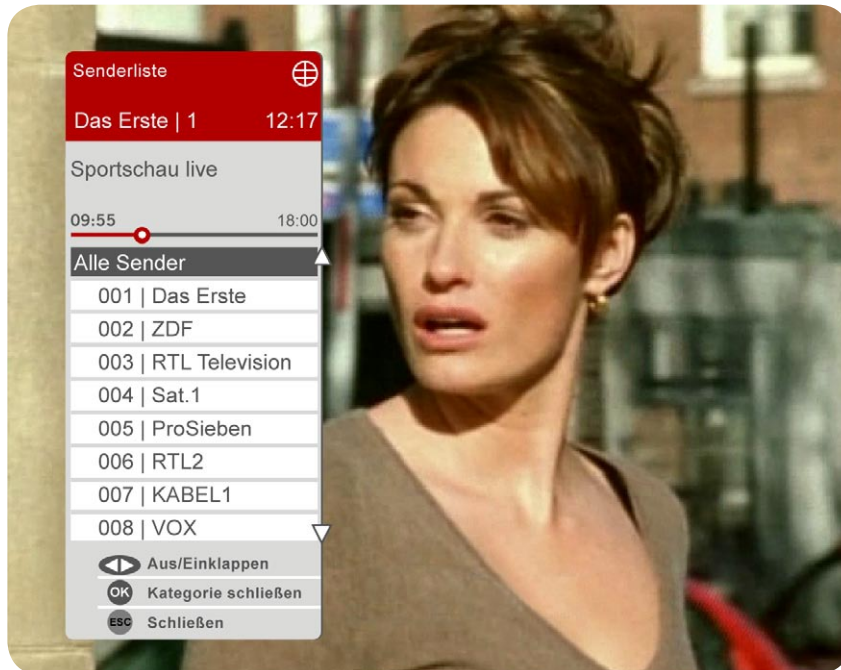 Senderliste
Das Erste | 1 12:17
Sportschau live
09:55 18:00
Alle Sender
001 | Das Erste
002 | ZDF
003 | RTL Television
004 | Sat.1
005 | ProSieben
006 | RTL2
007 | KABEL1
008 | VOX
Aus/Einklappen
OK Kategorie schließen
ESC Schließen